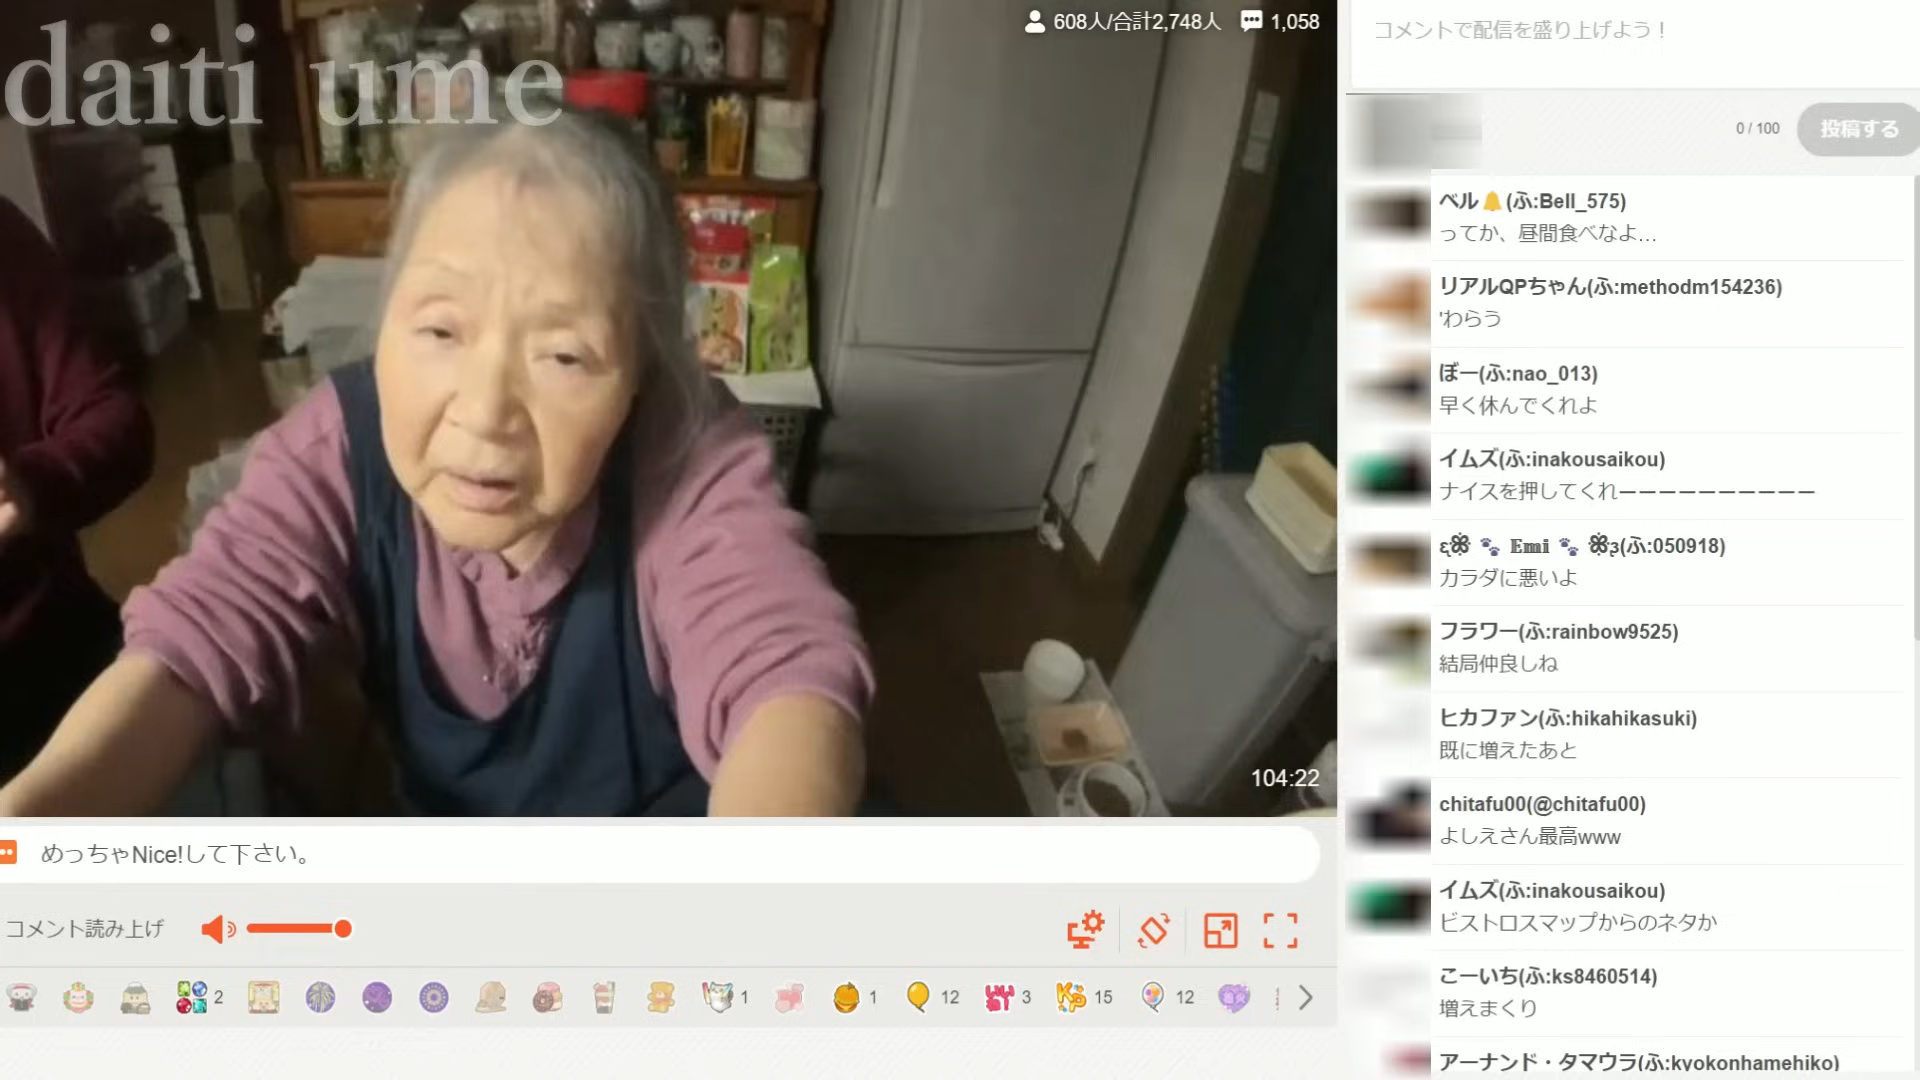 daiti ume
608人/合計2,748人 1,058
104:22
めっちゃNice!して下さい。
コメント読み上げ
2 1 1 12 3 15 12
コメントで配信を盛り上げよう！
0 / 100 投稿する
ベル🔔(ふ:Bell_575)
ってか、昼間食べなよ…
リアルQPちゃん(ふ:methodm154236)
'わらう
ぼー(ふ:nao_013)
早く休んでくれよ
イムズ(ふ:inakousaikou)
ナイスを押してくれーーーーーーーーーー
ꫀꕥ 🐾 𝔼𝕞𝕚 🐾 ꕥვ(ふ:050918)
カラダに悪いよ
フラワー(ふ:rainbow9525)
結局仲良しね
ヒカファン(ふ:hikahikasuki)
既に増えたあと
chitafu00(@chitafu00)
よしえさん最高www
イムズ(ふ:inakousaikou)
ビストロスマップからのネタか
こーいち(ふ:ks8460514)
増えまくり
アーナンド・タマウラ(ふ:kyokonhamehiko)